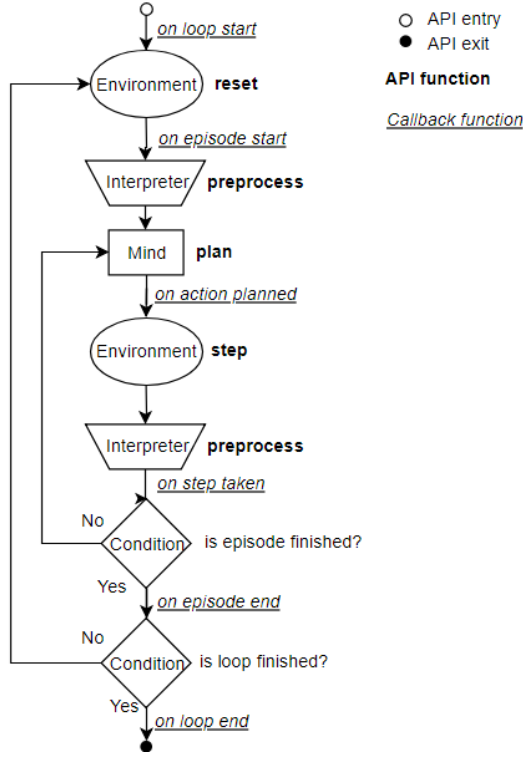 on loop start
API entry
API exit
Environment reset
API function
Callback function
on episode start
Interpreter preprocess
Mind plan
on action planned
Environment step
Interpreter preprocess
on step taken
No
Condition is episode finished?
Yes
on episode end
No
Condition is loop finished?
Yes
on loop end